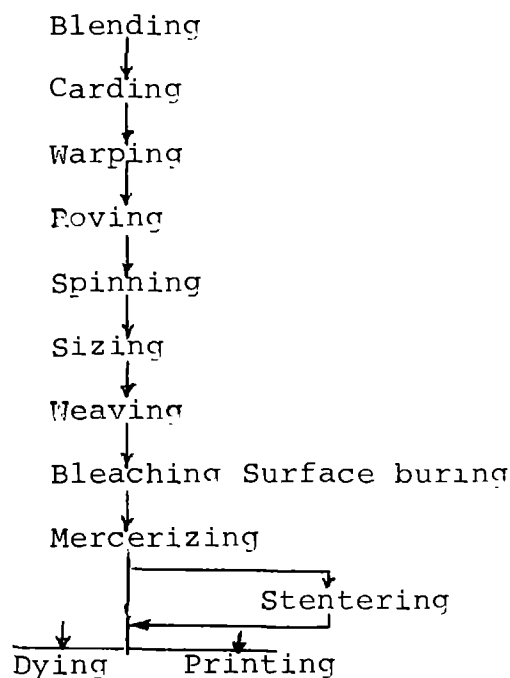 Blending
Carding
Warping
Roving
Spinning
Sizing
Weaving
Bleaching Surface buring
Mercerizing
Stentering
Dying Printing